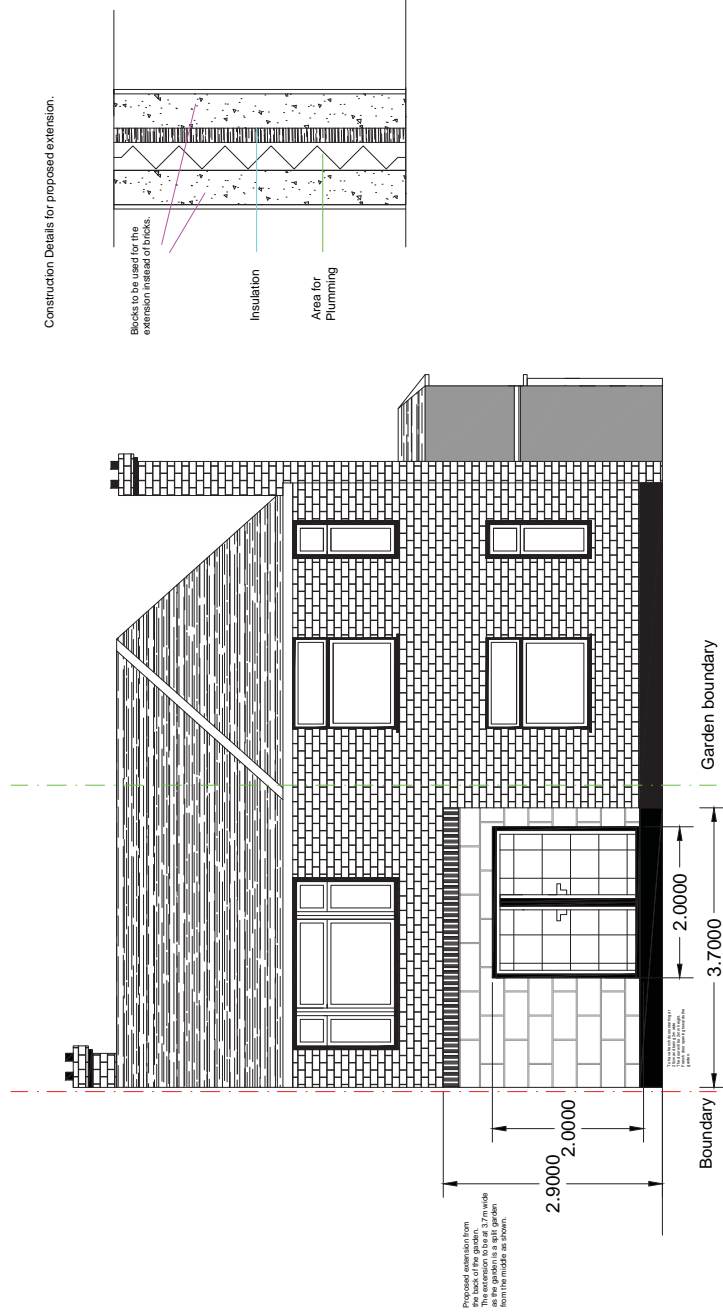 Construction Details for proposed extension.
Blocks to be used for the
extension instead of bricks.
Insulation
Area for
Plumming
Garden boundary
Boundary
2.0000
3.7000
2.0000
2.9000
Proposed extension from
the back of the garden.
The extension to be at 3.7m wide
as the garden is a split garden
from the middle as shown.